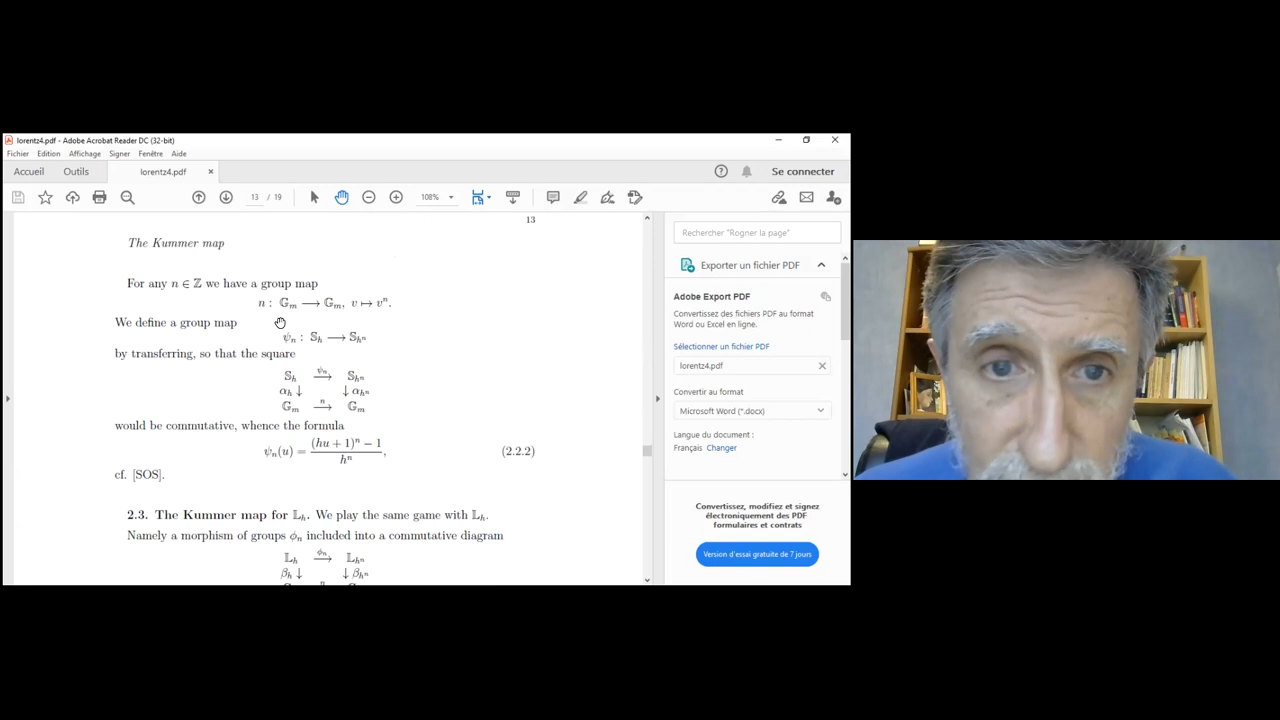 lorentz4.pdf - Adobe Acrobat Reader DC (32-bit)
Fichier Edition Affichage Signer Fenêtre Aide
Accueil Outils lorentz4.pdf × Se connecter
13 / 19 108%
13
The Kummer map
For any n ∈ ℤ we have a group map
n : 𝔾ₘ ⟶ 𝔾ₘ, v ↦ vⁿ.
We define a group map
ψₙ : 𝕊ₕ ⟶ 𝕊ₕⁿ
by transferring, so that the square
𝕊ₕ ψₙ⟶ 𝕊ₕⁿ
αₕ ↓ ↓ αₕⁿ
𝔾ₘ n⟶ 𝔾ₘ
would be commutative, whence the formula
ψₙ(u) = ((hu + 1)ⁿ − 1) / hⁿ, (2.2.2)
cf. [SOS].
2.3. The Kummer map for 𝕃ₕ. We play the same game with 𝕃ₕ.
Namely a morphism of groups ϕₙ included into a commutative diagram
𝕃ₕ ϕₙ⟶ 𝕃ₕⁿ
βₕ ↓ ↓ βₕⁿ
Rechercher "Rogner la page"
Exporter un fichier PDF
Adobe Export PDF
Convertissez des fichiers PDF au format
Word ou Excel en ligne.
Sélectionner un fichier PDF
lorentz4.pdf
Convertir au format
Microsoft Word (*.docx)
Langue du document :
Français Changer
Convertissez, modifiez et signez
électroniquement des PDF
formulaires et contrats
Version d'essai gratuite de 7 jours